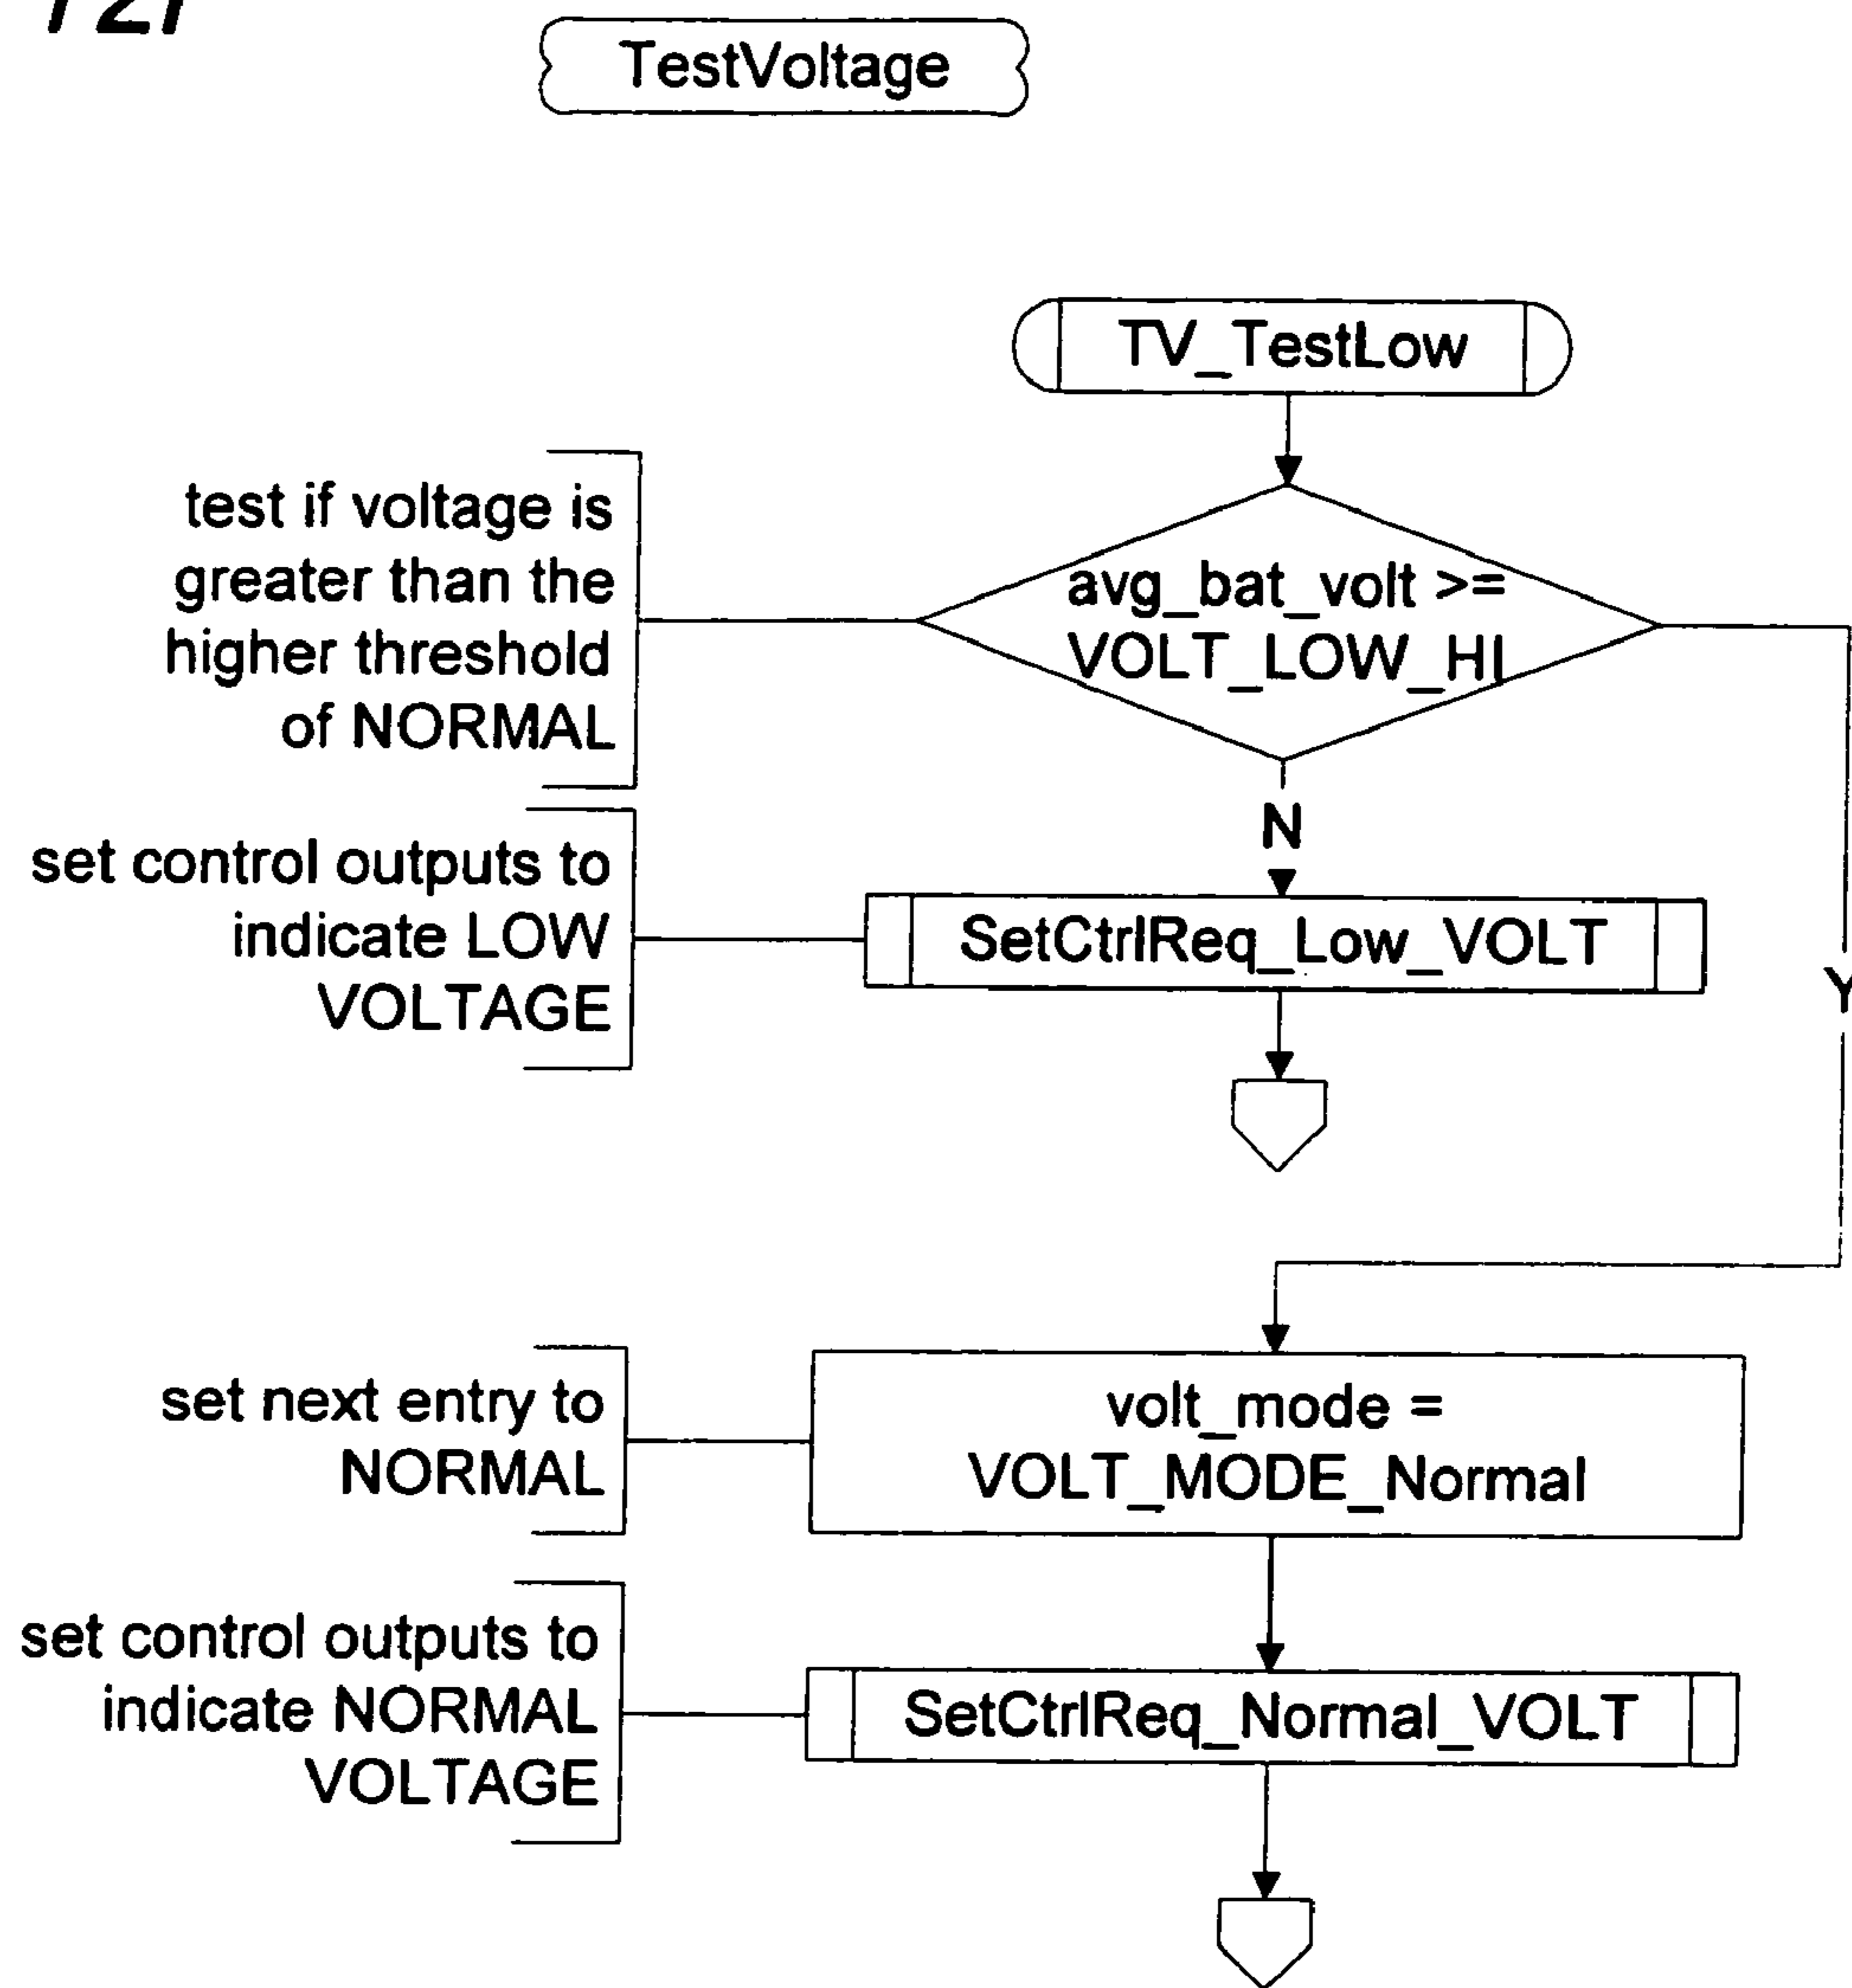 TestVoltage
TV_TestLow
test if voltage is
greater than the
higher threshold
of NORMAL
avg_bat_volt >=
VOLT_LOW_HI
N
set control outputs to
indicate LOW
VOLTAGE
SetCtrlReq_Low_VOLT
Y
set next entry to
NORMAL
volt_mode =
VOLT_MODE_Normal
set control outputs to
indicate NORMAL
VOLTAGE
SetCtrlReq_Normal_VOLT